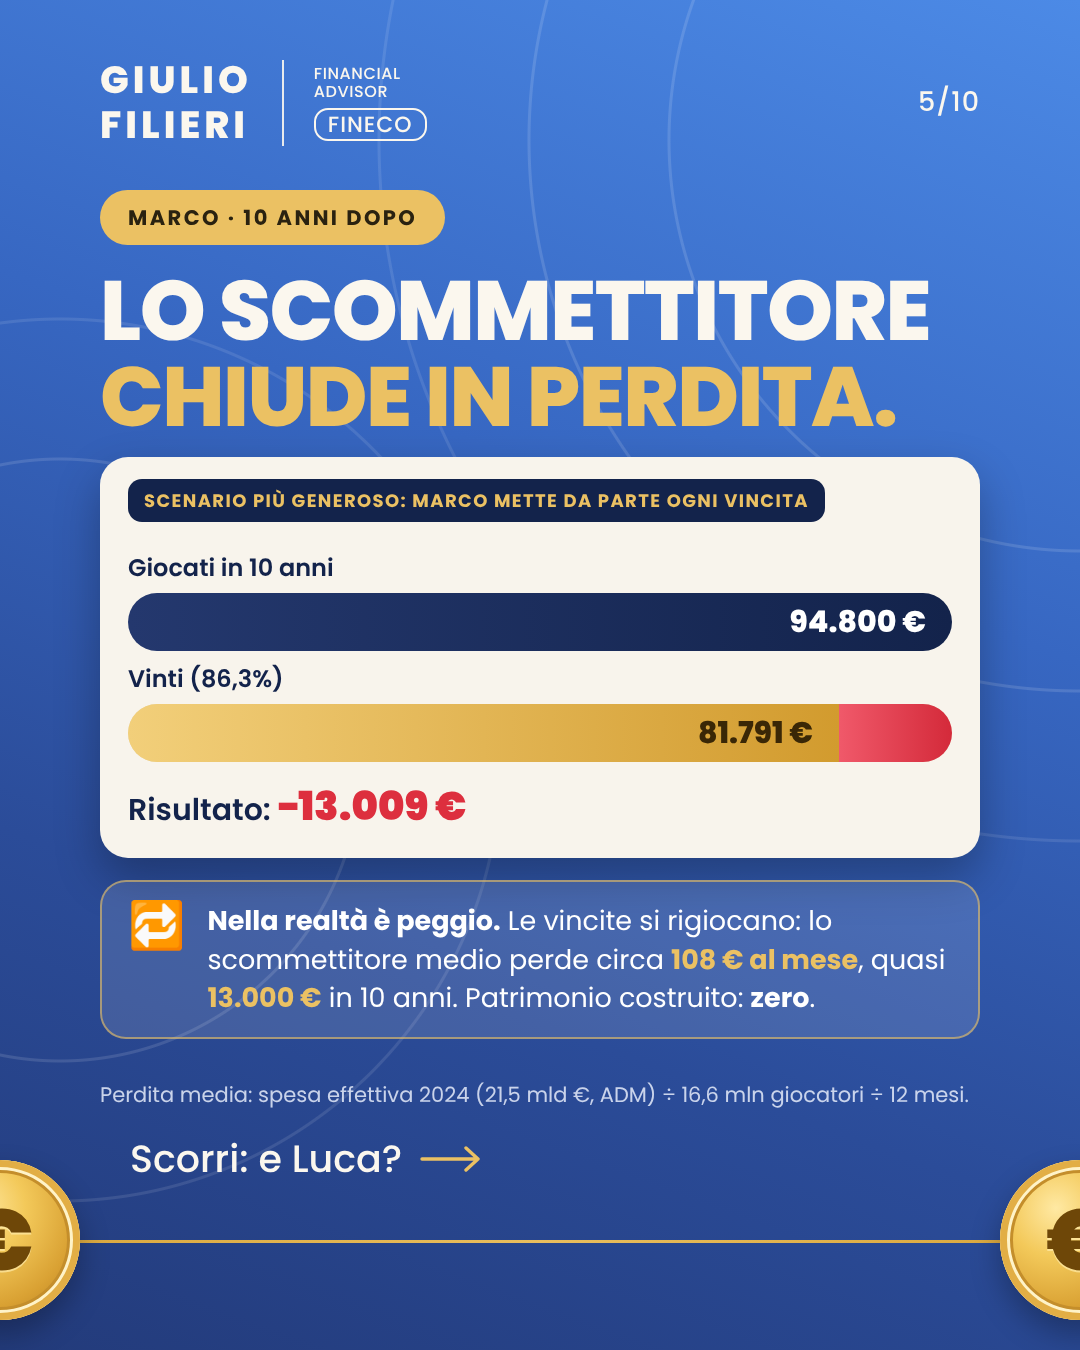 GIULIO
FILIERI
FINANCIAL
ADVISOR
FINECO
5/10
MARCO · 10 ANNI DOPO
LO SCOMMETTITORE
CHIUDE IN PERDITA.
SCENARIO PIÙ GENEROSO: MARCO METTE DA PARTE OGNI VINCITA
Giocati in 10 anni
94.800 €
Vinti (86,3%)
81.791 €
Risultato: −13.009 €
Nella realtà è peggio. Le vincite si rigiocano: lo
scommettitore medio perde circa 108 € al mese, quasi
13.000 € in 10 anni. Patrimonio costruito: zero.
Perdita media: spesa effettiva 2024 (21,5 mld €, ADM) ÷ 16,6 mln giocatori ÷ 12 mesi.
Scorri: e Luca? →
€
€